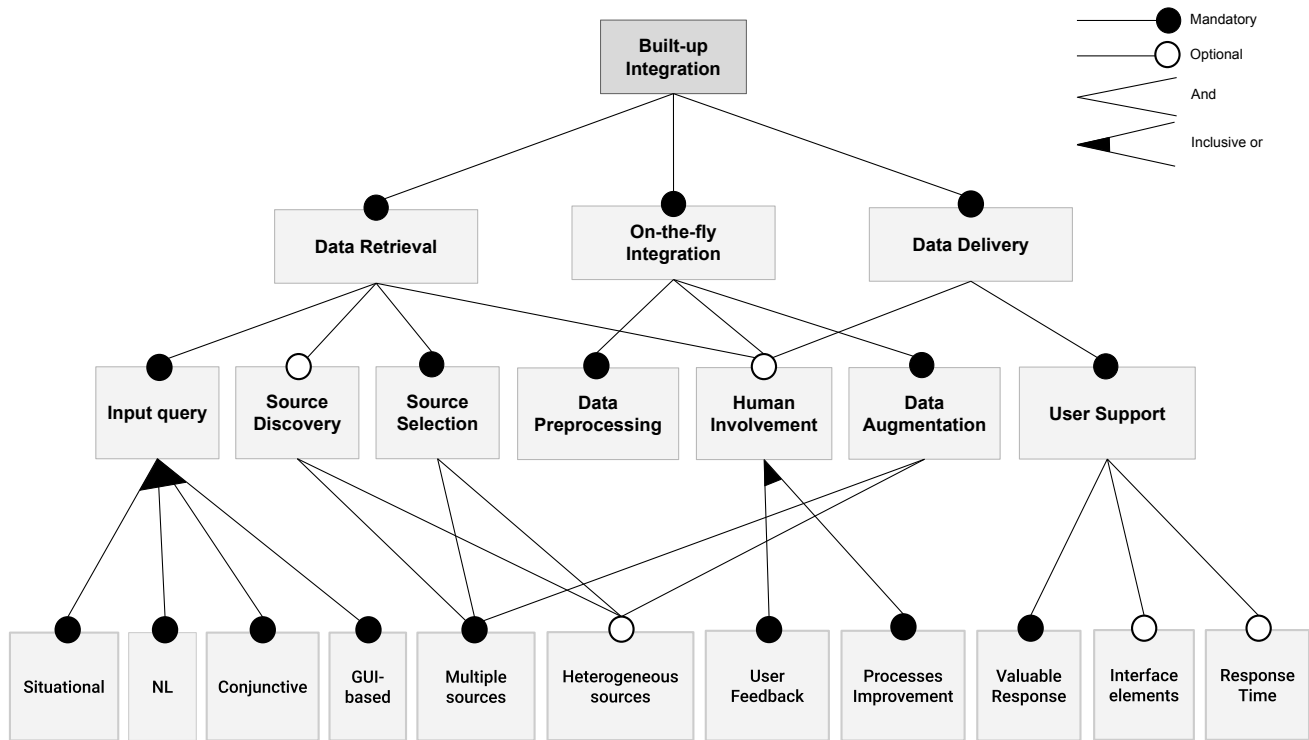 Built-up
Integration
Mandatory
Optional
And
Inclusive or
Data Retrieval
On-the-fly
Integration
Data Delivery
Input query
Source
Discovery
Source
Selection
Data
Preprocessing
Human
Involvement
Data
Augmentation
User Support
Situational
NL
Conjunctive
GUI-
based
Multiple
sources
Heterogeneous
sources
User
Feedback
Processes
Improvement
Valuable
Response
Interface
elements
Response
Time